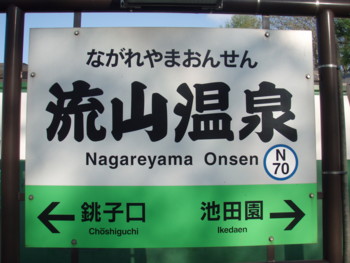 ながれやまおんせん
流山温泉
Nagareyama Onsen
N
70
銚子口 池田園
Chōshiguchi Ikedaen